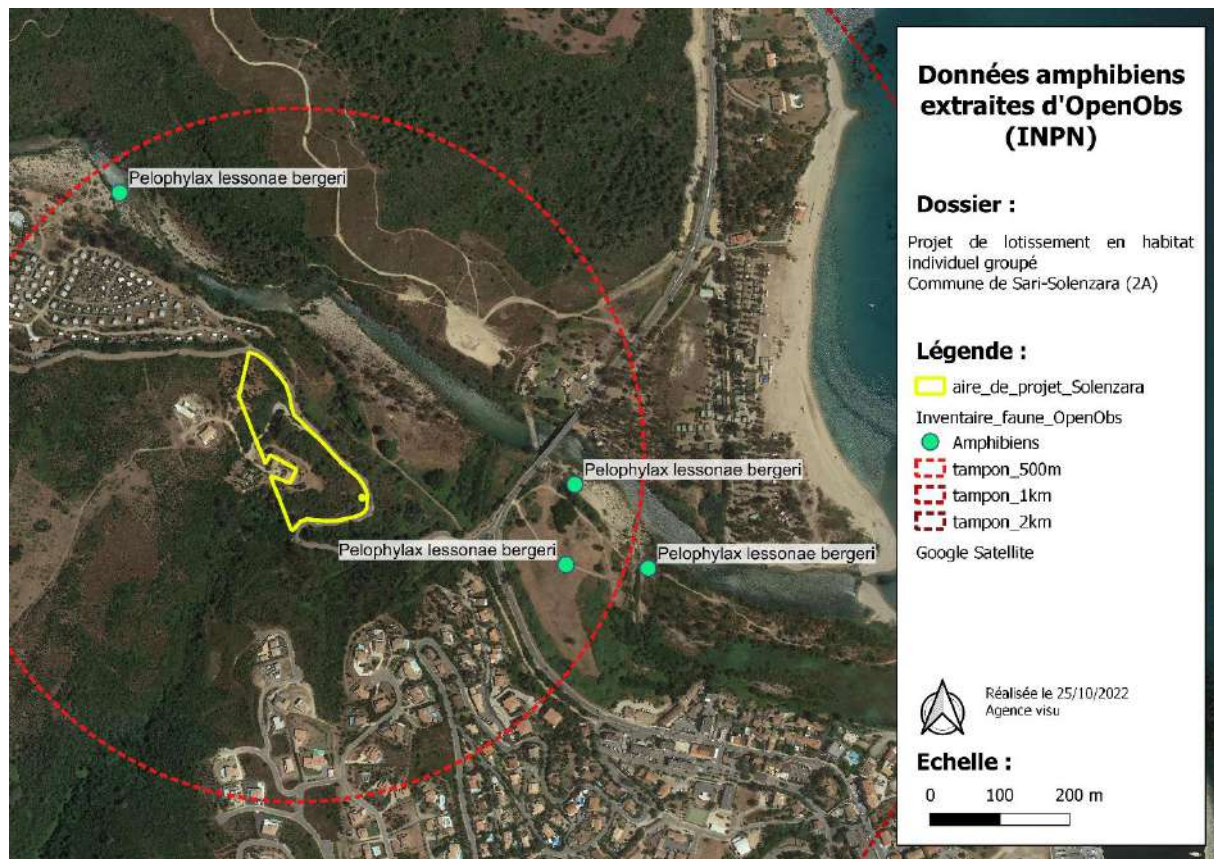 Pelophylax lessonae bergeri
Pelophylax lessonae bergeri
Pelophylax lessonae bergeri
Pelophylax lessonae bergeri
Données amphibiens
extraites d'OpenObs
(INPN)
Dossier :
Projet de lotissement en habitat
individuel groupé
Commune de Sari-Solenzara (2A)
Légende :
aire_de_projet_Solenzara
Inventaire_faune_OpenObs
Amphibiens
tampon_500m
tampon_1km
tampon_2km
Google Satellite
Réalisée le 25/10/2022
Agence visu
Echelle :
0 100 200 m